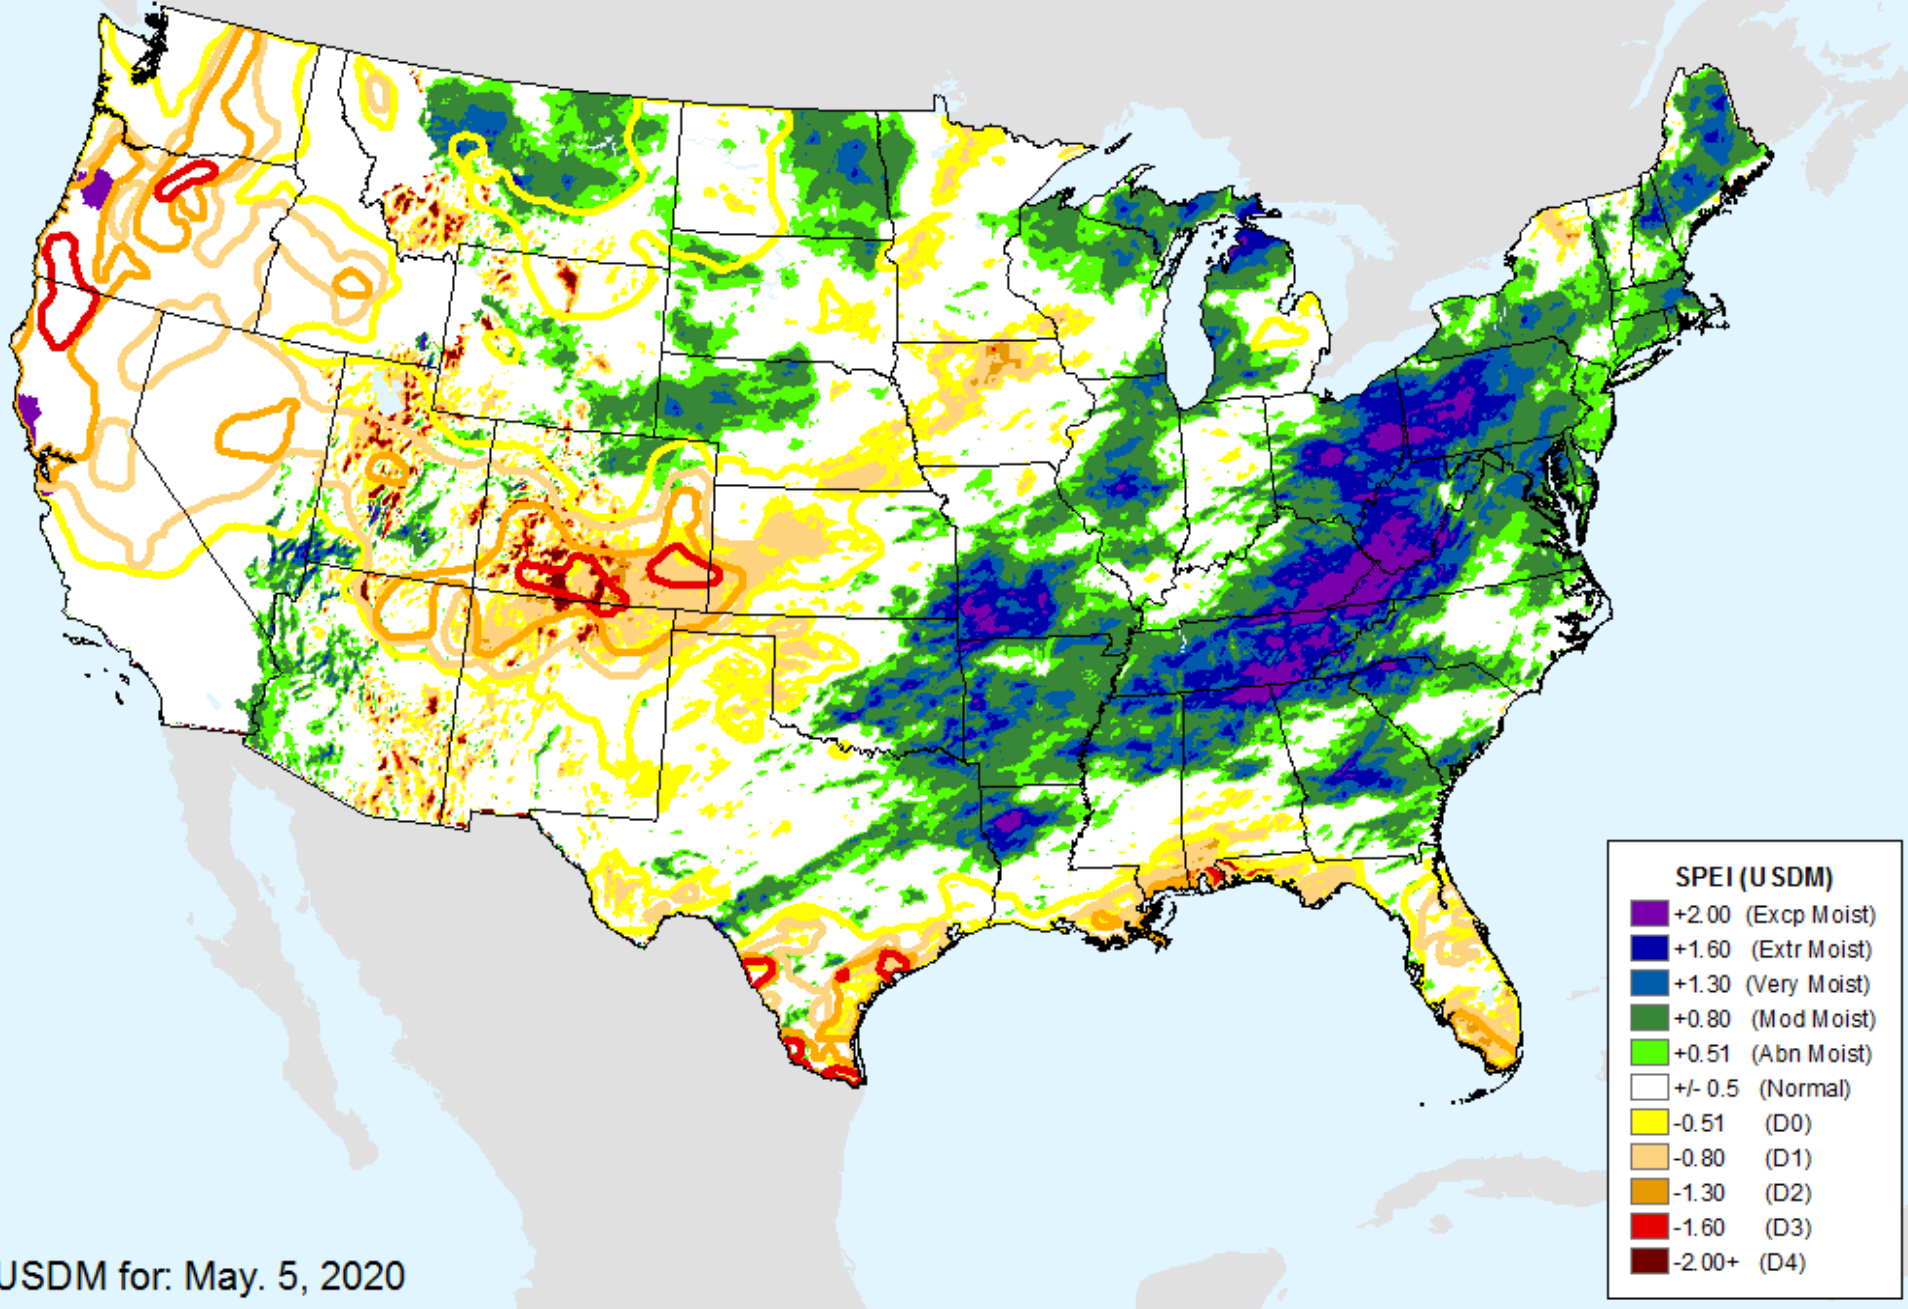 SPEI (USDM)
+2.00 (Excp Moist)
+1.60 (Extr Moist)
+1.30 (Very Moist)
+0.80 (Mod Moist)
+0.51 (Abn Moist)
+/- 0.5 (Normal)
-0.51 (D0)
-0.80 (D1)
-1.30 (D2)
-1.60 (D3)
-2.00+ (D4)
USDM for: May. 5, 2020